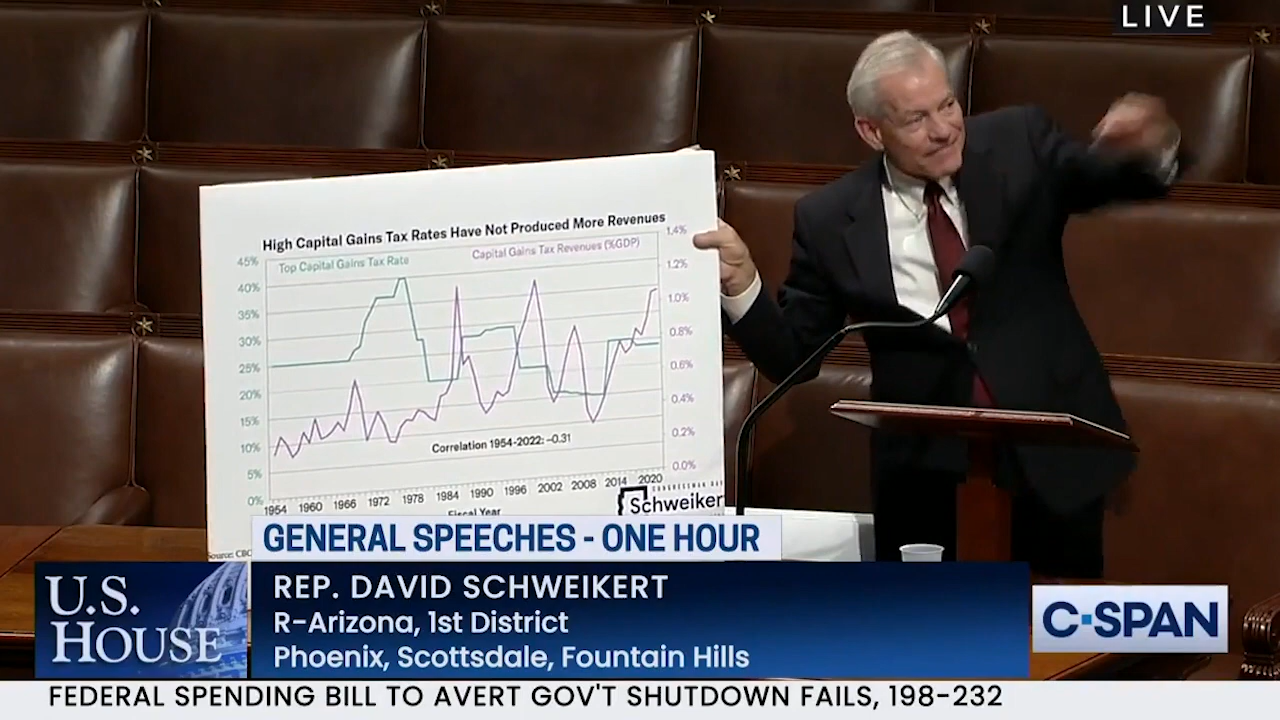 LIVE
High Capital Gains Tax Rates Have Not Produced More Revenues
Top Capital Gains Tax Rate
Capital Gains Tax Revenues (%GDP)
45%
40%
35%
30%
25%
20%
15%
10%
5%
0%
1.4%
1.2%
1.0%
0.8%
0.6%
0.4%
0.2%
0.0%
Correlation 1954-2022: -0.31
1954 1960 1966 1972 1978 1984 1990 1996 2002 2008 2014 2020
Fiscal Year
Schweiker
GENERAL SPEECHES - ONE HOUR
U.S.
HOUSE
REP. DAVID SCHWEIKERT
R-Arizona, 1st District
Phoenix, Scottsdale, Fountain Hills
C-SPAN
FEDERAL SPENDING BILL TO AVERT GOV'T SHUTDOWN FAILS, 198-232